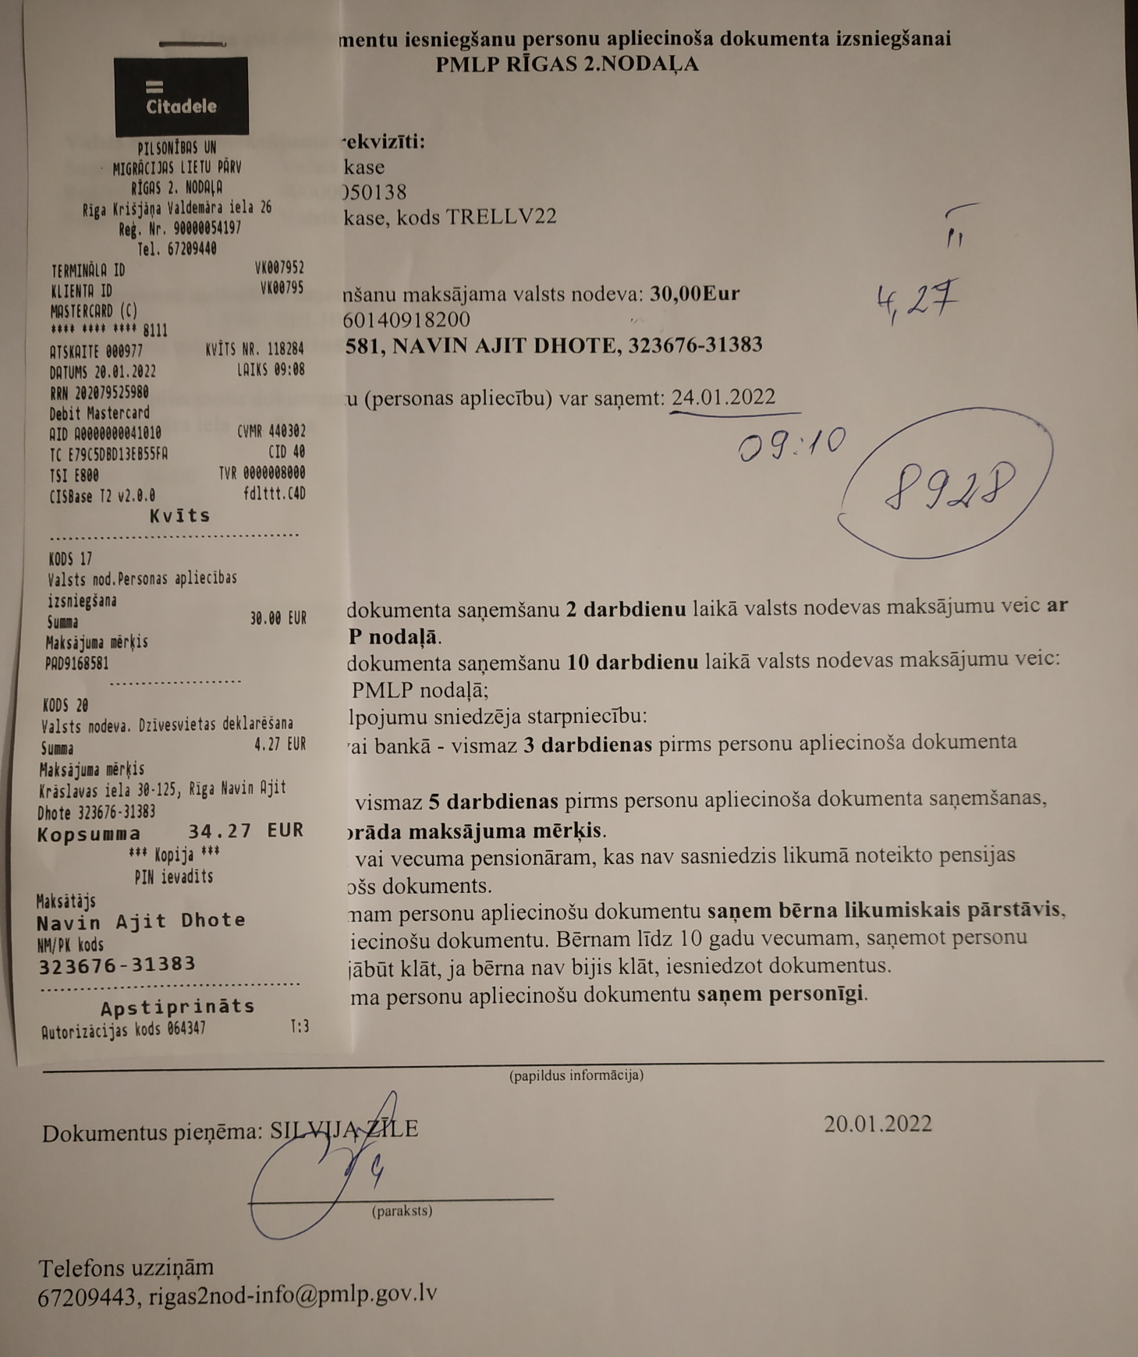 mentu iesniegšanu personu apliecinoša dokumenta izsniegšanai
PMLP RĪGAS 2.NODAĻA
Citadele
PILSONĪBAS UN
MIGRĀCIJAS LIETU PĀRV
RĪGAS 2. NODAĻA
Rīga Krišjāņa Valdemāra iela 26
Reģ. Nr. 90000054197
Tel. 67209440
TERMINĀLA ID VK007952
KLIENTA ID VK00795
MASTERCARD (C)
**** **** **** 8111
ATSKAITE 000977 KVĪTS NR. 118284
DATUMS 20.01.2022 LAIKS 09:08
RRN 202079525980
Debit Mastercard
AID A0000000041010 CVMR 440302
TC E79C5DBD13EB55FA CID 40
TSI E800 TVR 0000008000
CISBase T2 v2.0.0 fdlttt.C4D
Kvīts
KODS 17
Valsts nod.Personas apliecības
izsniegšana
Summa 30.00 EUR
Maksājuma mērķis
PAD9168581
KODS 20
Valsts nodeva. Dzīvesvietas deklarēšana
Summa 4.27 EUR
Maksājuma mērķis
Krāslavas iela 30-125, Rīga Navin Ajit
Dhote 323676-31383
Kopsumma 34.27 EUR
*** Kopija ***
PIN ievadīts
Maksātājs
Navin Ajit Dhote
NM/PK kods
323676-31383
Apstiprināts
Autorizācijas kods 064347 T:3
rekvizīti:
kase
050138
kase, kods TRELLV22
4,27
nšanu maksājama valsts nodeva: 30,00Eur
60140918200
581, NAVIN AJIT DHOTE, 323676-31383
u (personas apliecību) var saņemt: 24.01.2022
09:10
8928
dokumenta saņemšanu 2 darbdienu laikā valsts nodevas maksājumu veic ar
P nodaļā.
dokumenta saņemšanu 10 darbdienu laikā valsts nodevas maksājumu veic:
PMLP nodaļā;
lpojumu sniedzēja starpniecību:
vai bankā - vismaz 3 darbdienas pirms personu apliecinoša dokumenta
vismaz 5 darbdienas pirms personu apliecinoša dokumenta saņemšanas,
orāda maksājuma mērķis.
vai vecuma pensionāram, kas nav sasniedzis likumā noteikto pensijas
ošs dokuments.
mam personu apliecinošu dokumentu saņem bērna likumiskais pārstāvis,
iecinošu dokumentu. Bērnam līdz 10 gadu vecumam, saņemot personu
jābūt klāt, ja bērna nav bijis klāt, iesniedzot dokumentus.
ma personu apliecinošu dokumentu saņem personīgi.
(papildus informācija)
Dokumentus pieņēma: SILVIJA ZĪLE 20.01.2022
(paraksts)
Telefons uzziņām
67209443, rigas2nod-info@pmlp.gov.lv